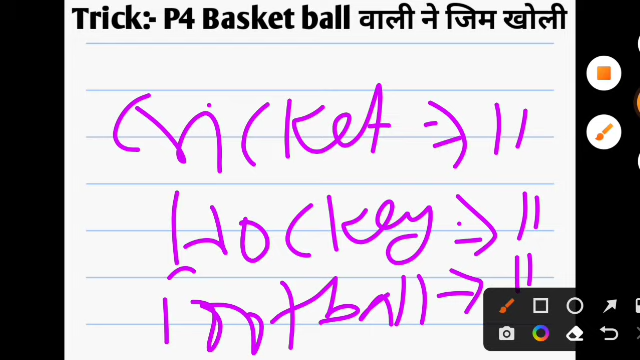 Trick:- P4 Basket ball वाली ने जिम खोली
Cricket => 11
Hockey => 11
Football -> 11